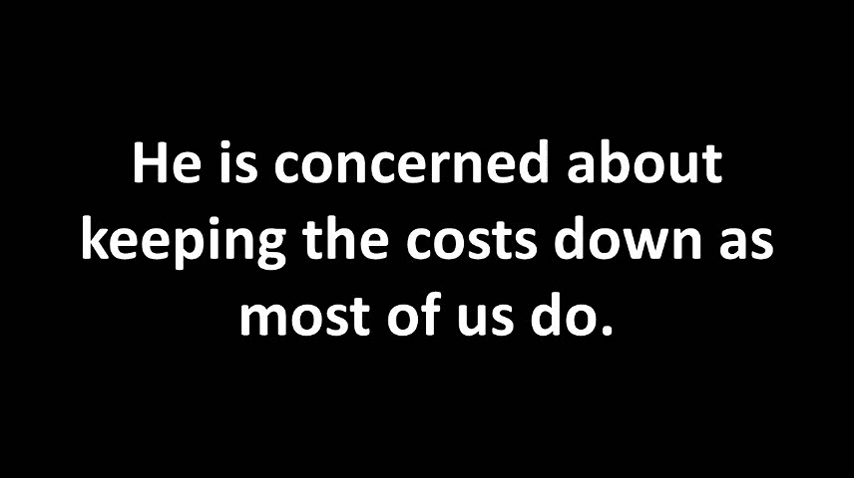 He is concerned about
keeping the costs down as
most of us do.